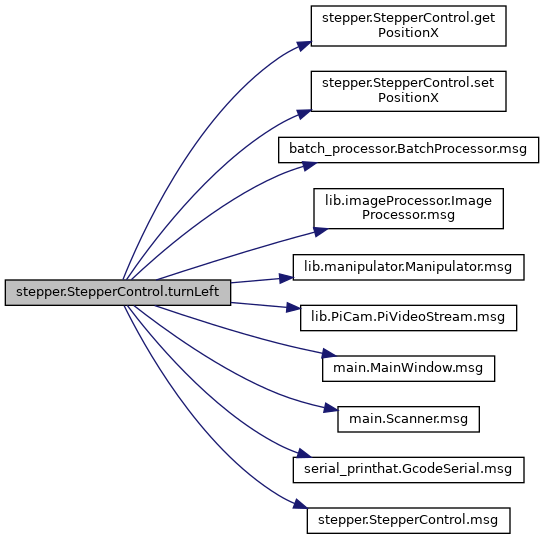 stepper.StepperControl.get
PositionX
stepper.StepperControl.set
PositionX
batch_processor.BatchProcessor.msg
lib.imageProcessor.Image
Processor.msg
lib.manipulator.Manipulator.msg
stepper.StepperControl.turnLeft
lib.PiCam.PiVideoStream.msg
main.MainWindow.msg
main.Scanner.msg
serial_printhat.GcodeSerial.msg
stepper.StepperControl.msg